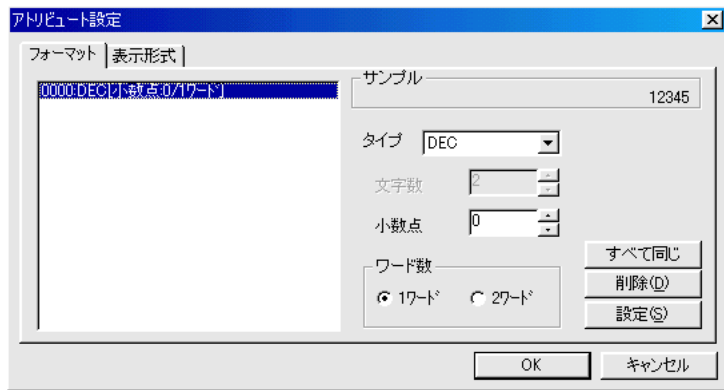 アトリビュート設定
フォーマット 表示形式
0000:DEC[小数点:0/1ワード]
サンプル
12345
タイプ DEC
文字数 2
小数点 0
ワード数
1ワード 2ワード
すべて同じ
削除(D)
設定(S)
OK キャンセル